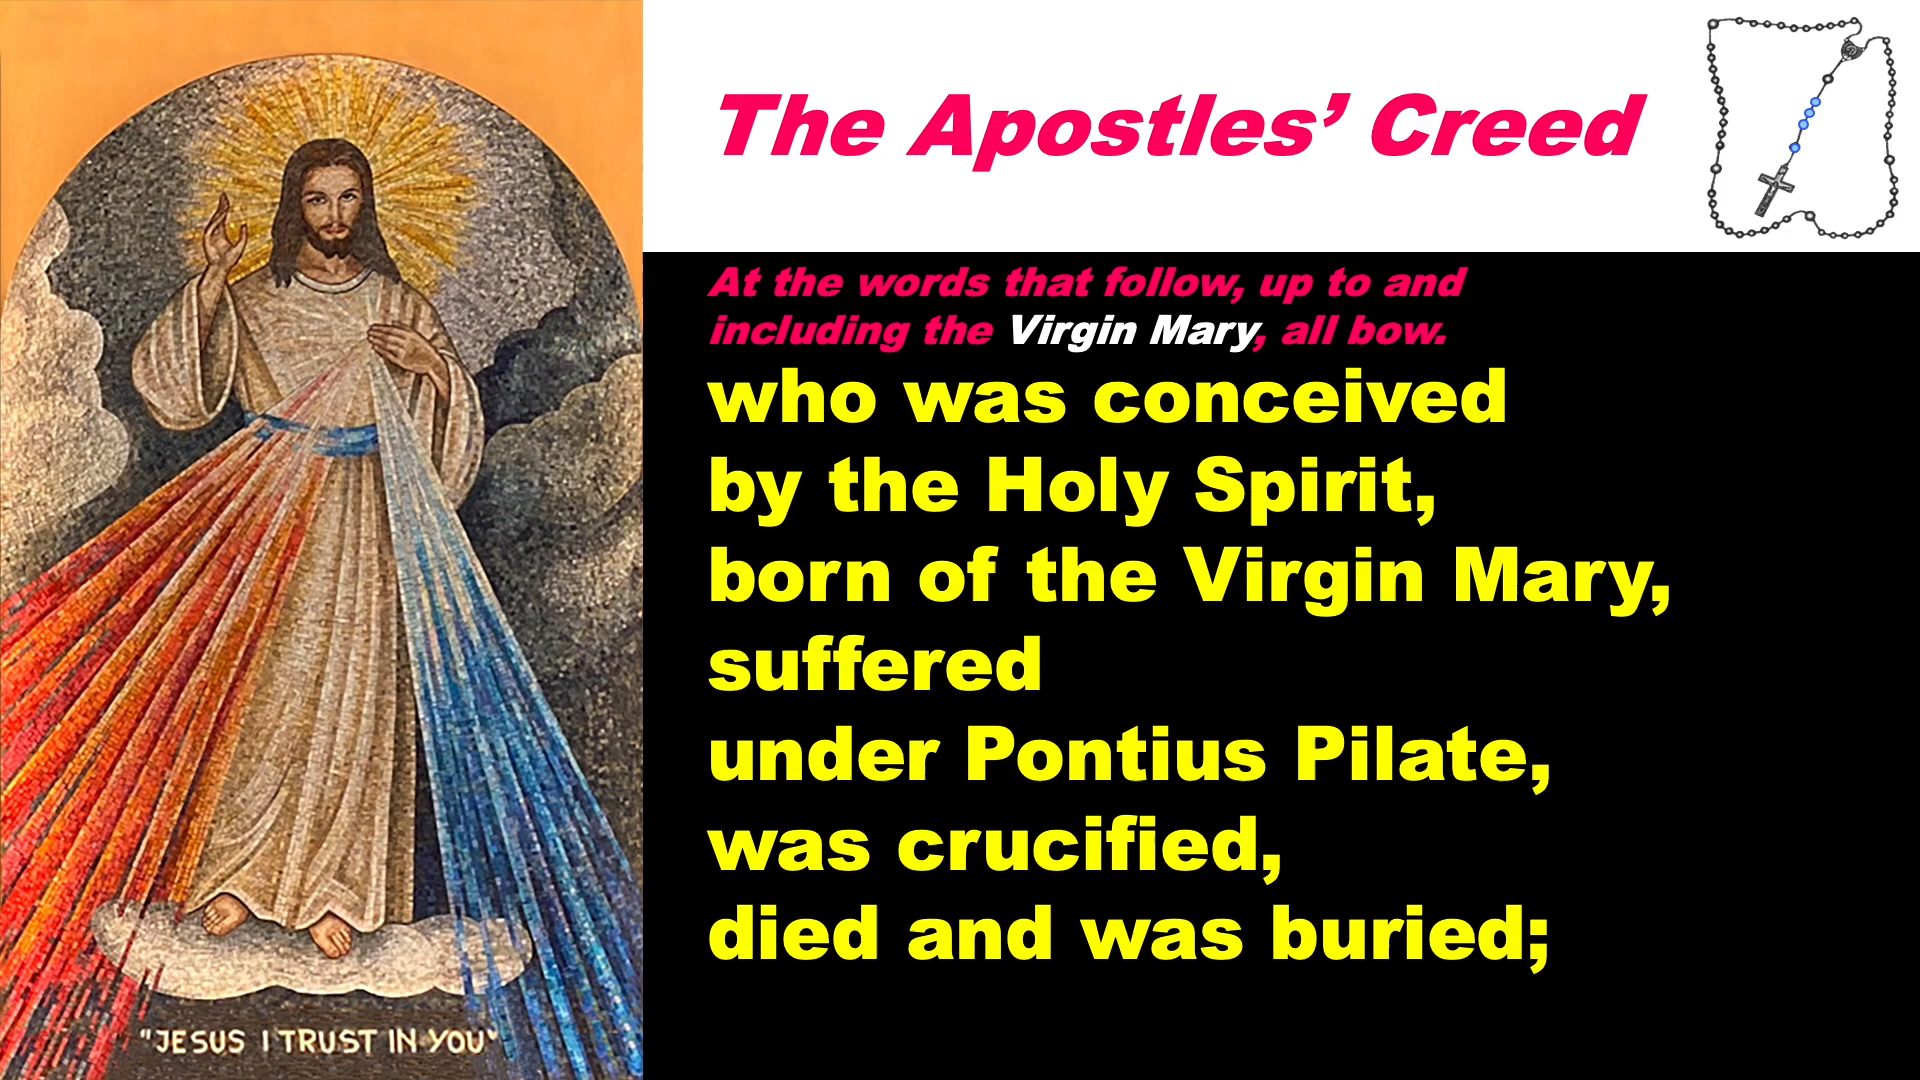 The Apostles’ Creed
At the words that follow, up to and
including the Virgin Mary, all bow.
who was conceived
by the Holy Spirit,
born of the Virgin Mary,
suffered
under Pontius Pilate,
was crucified,
died and was buried;
"JESUS I TRUST IN YOU"